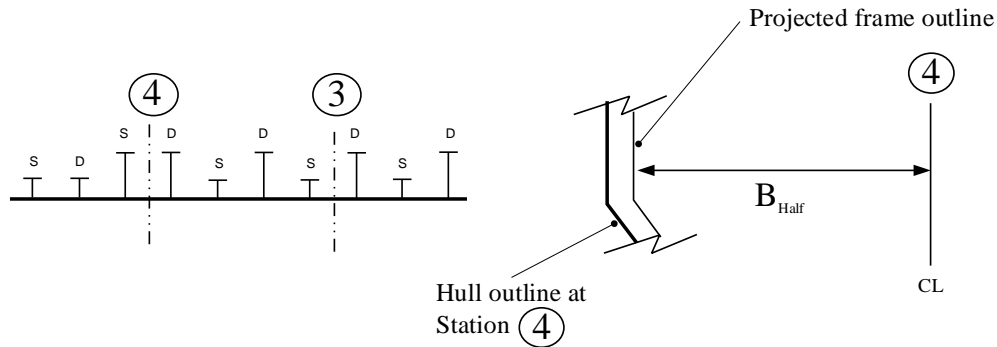 Projected frame outline
4
3
4
S D S D S D S D S D
B Half
CL
Hull outline at
Station 4